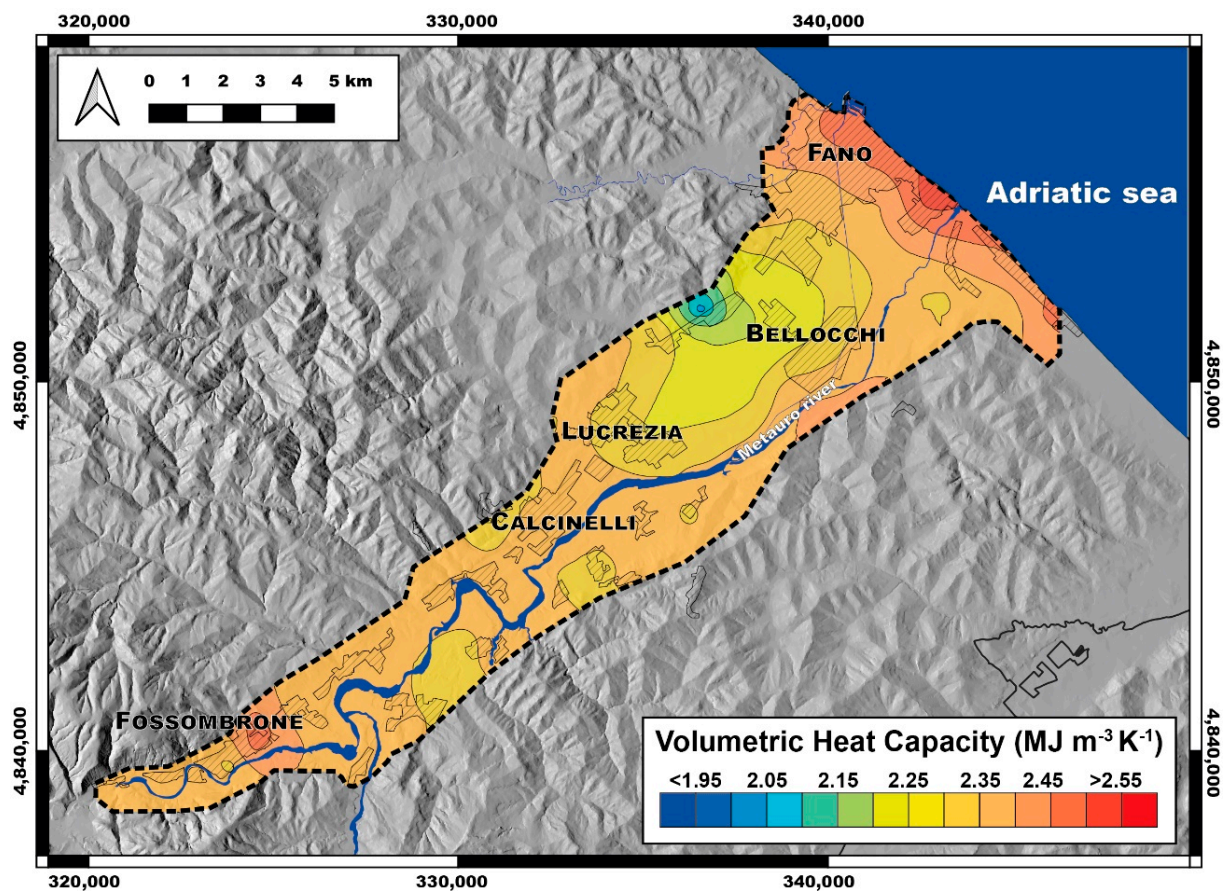 320,000 330,000 340,000
0 1 2 3 4 5 km
FANO
Adriatic sea
BELLOCCHI
4,850,000 4,850,000
Metauro river
LUCREZIA
CALCINELLI
FOSSOMBRONE
4,840,000 4,840,000
Volumetric Heat Capacity (MJ m⁻³ K⁻¹)
<1.95 2.05 2.15 2.25 2.35 2.45 >2.55
320,000 330,000 340,000